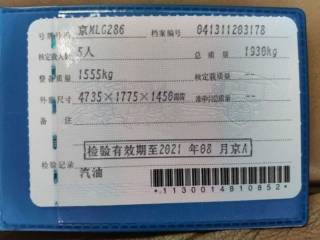 号牌号码 京MLG286 档案编号 041311203178
核定载人数 5人 总质量 1930kg
整备质量 1555kg 核定载质量 --
外廓尺寸 4735×1775×1450mm 准牵引总质量 --
备注
检验有效期至2021年08月京A
检验记录
汽油
*1130014810852*